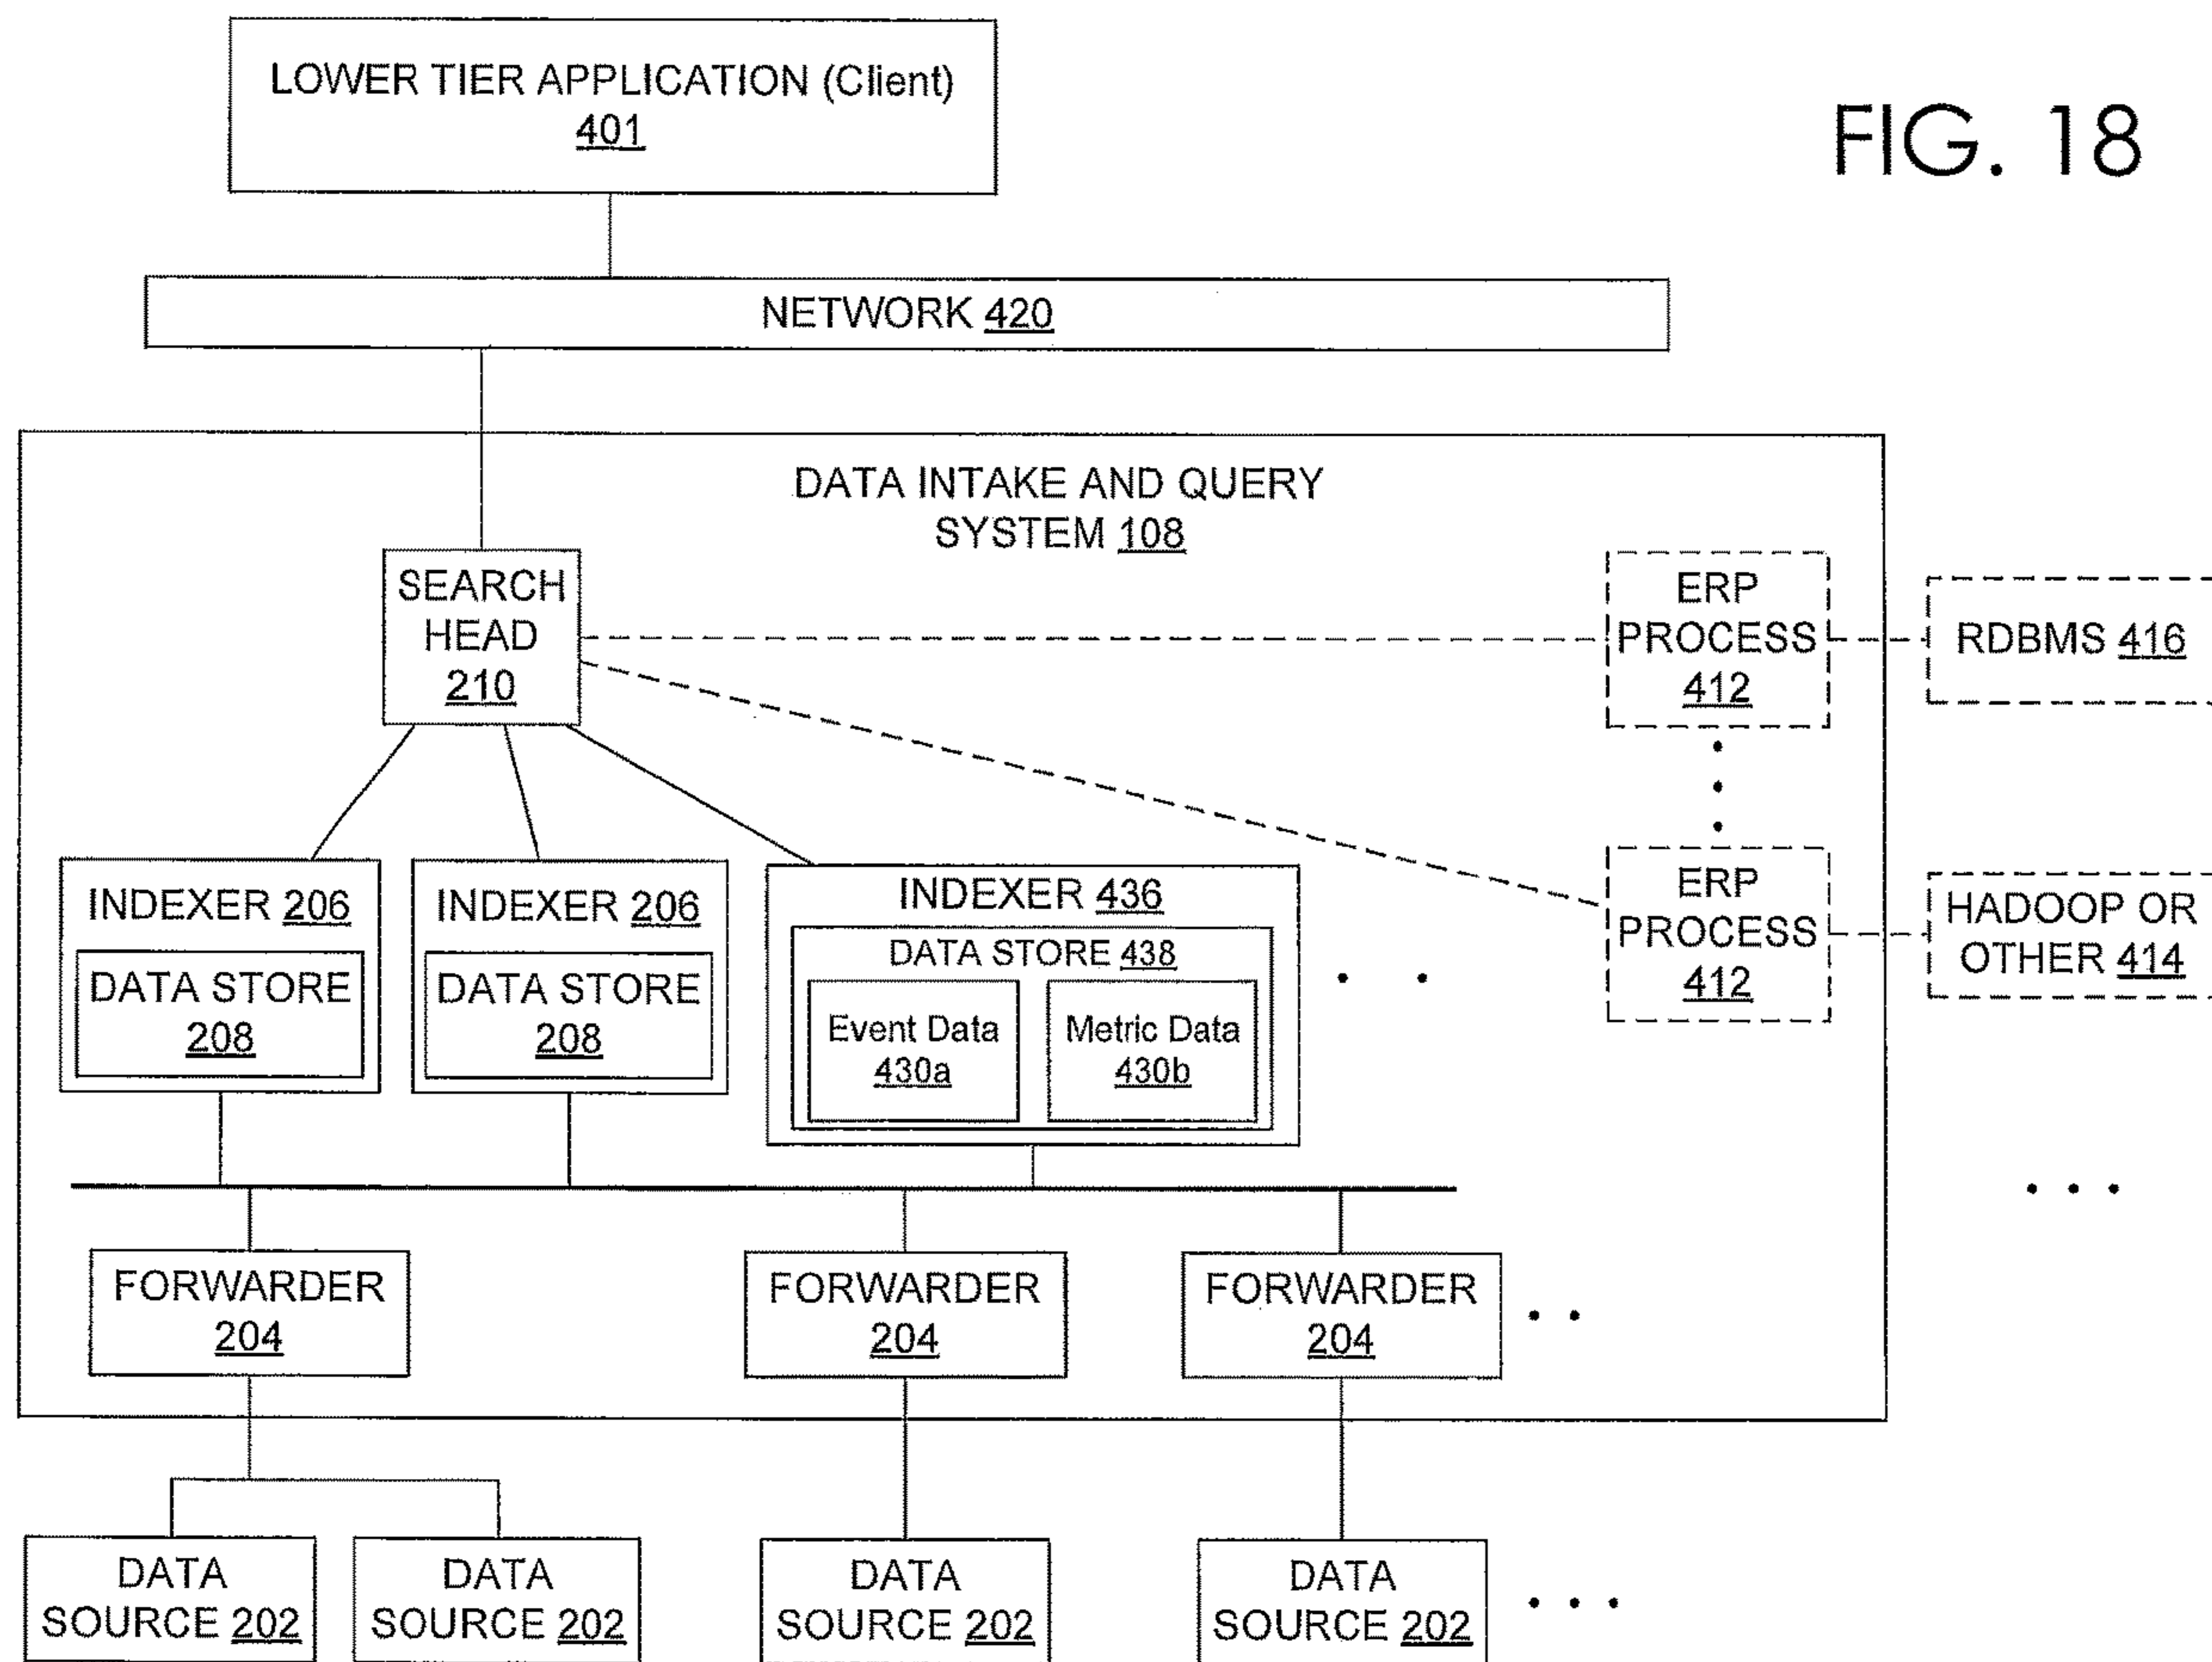 LOWER TIER APPLICATION (Client)
401
FIG. 18
NETWORK 420
DATA INTAKE AND QUERY
SYSTEM 108
SEARCH
HEAD
210
ERP
PROCESS
412
RDBMS 416
INDEXER 206
DATA STORE
208
INDEXER 206
DATA STORE
208
INDEXER 436
DATA STORE 438
Event Data
430a
Metric Data
430b
ERP
PROCESS
412
HADOOP OR
OTHER 414
FORWARDER
204
FORWARDER
204
FORWARDER
204
DATA
SOURCE 202
DATA
SOURCE 202
DATA
SOURCE 202
DATA
SOURCE 202